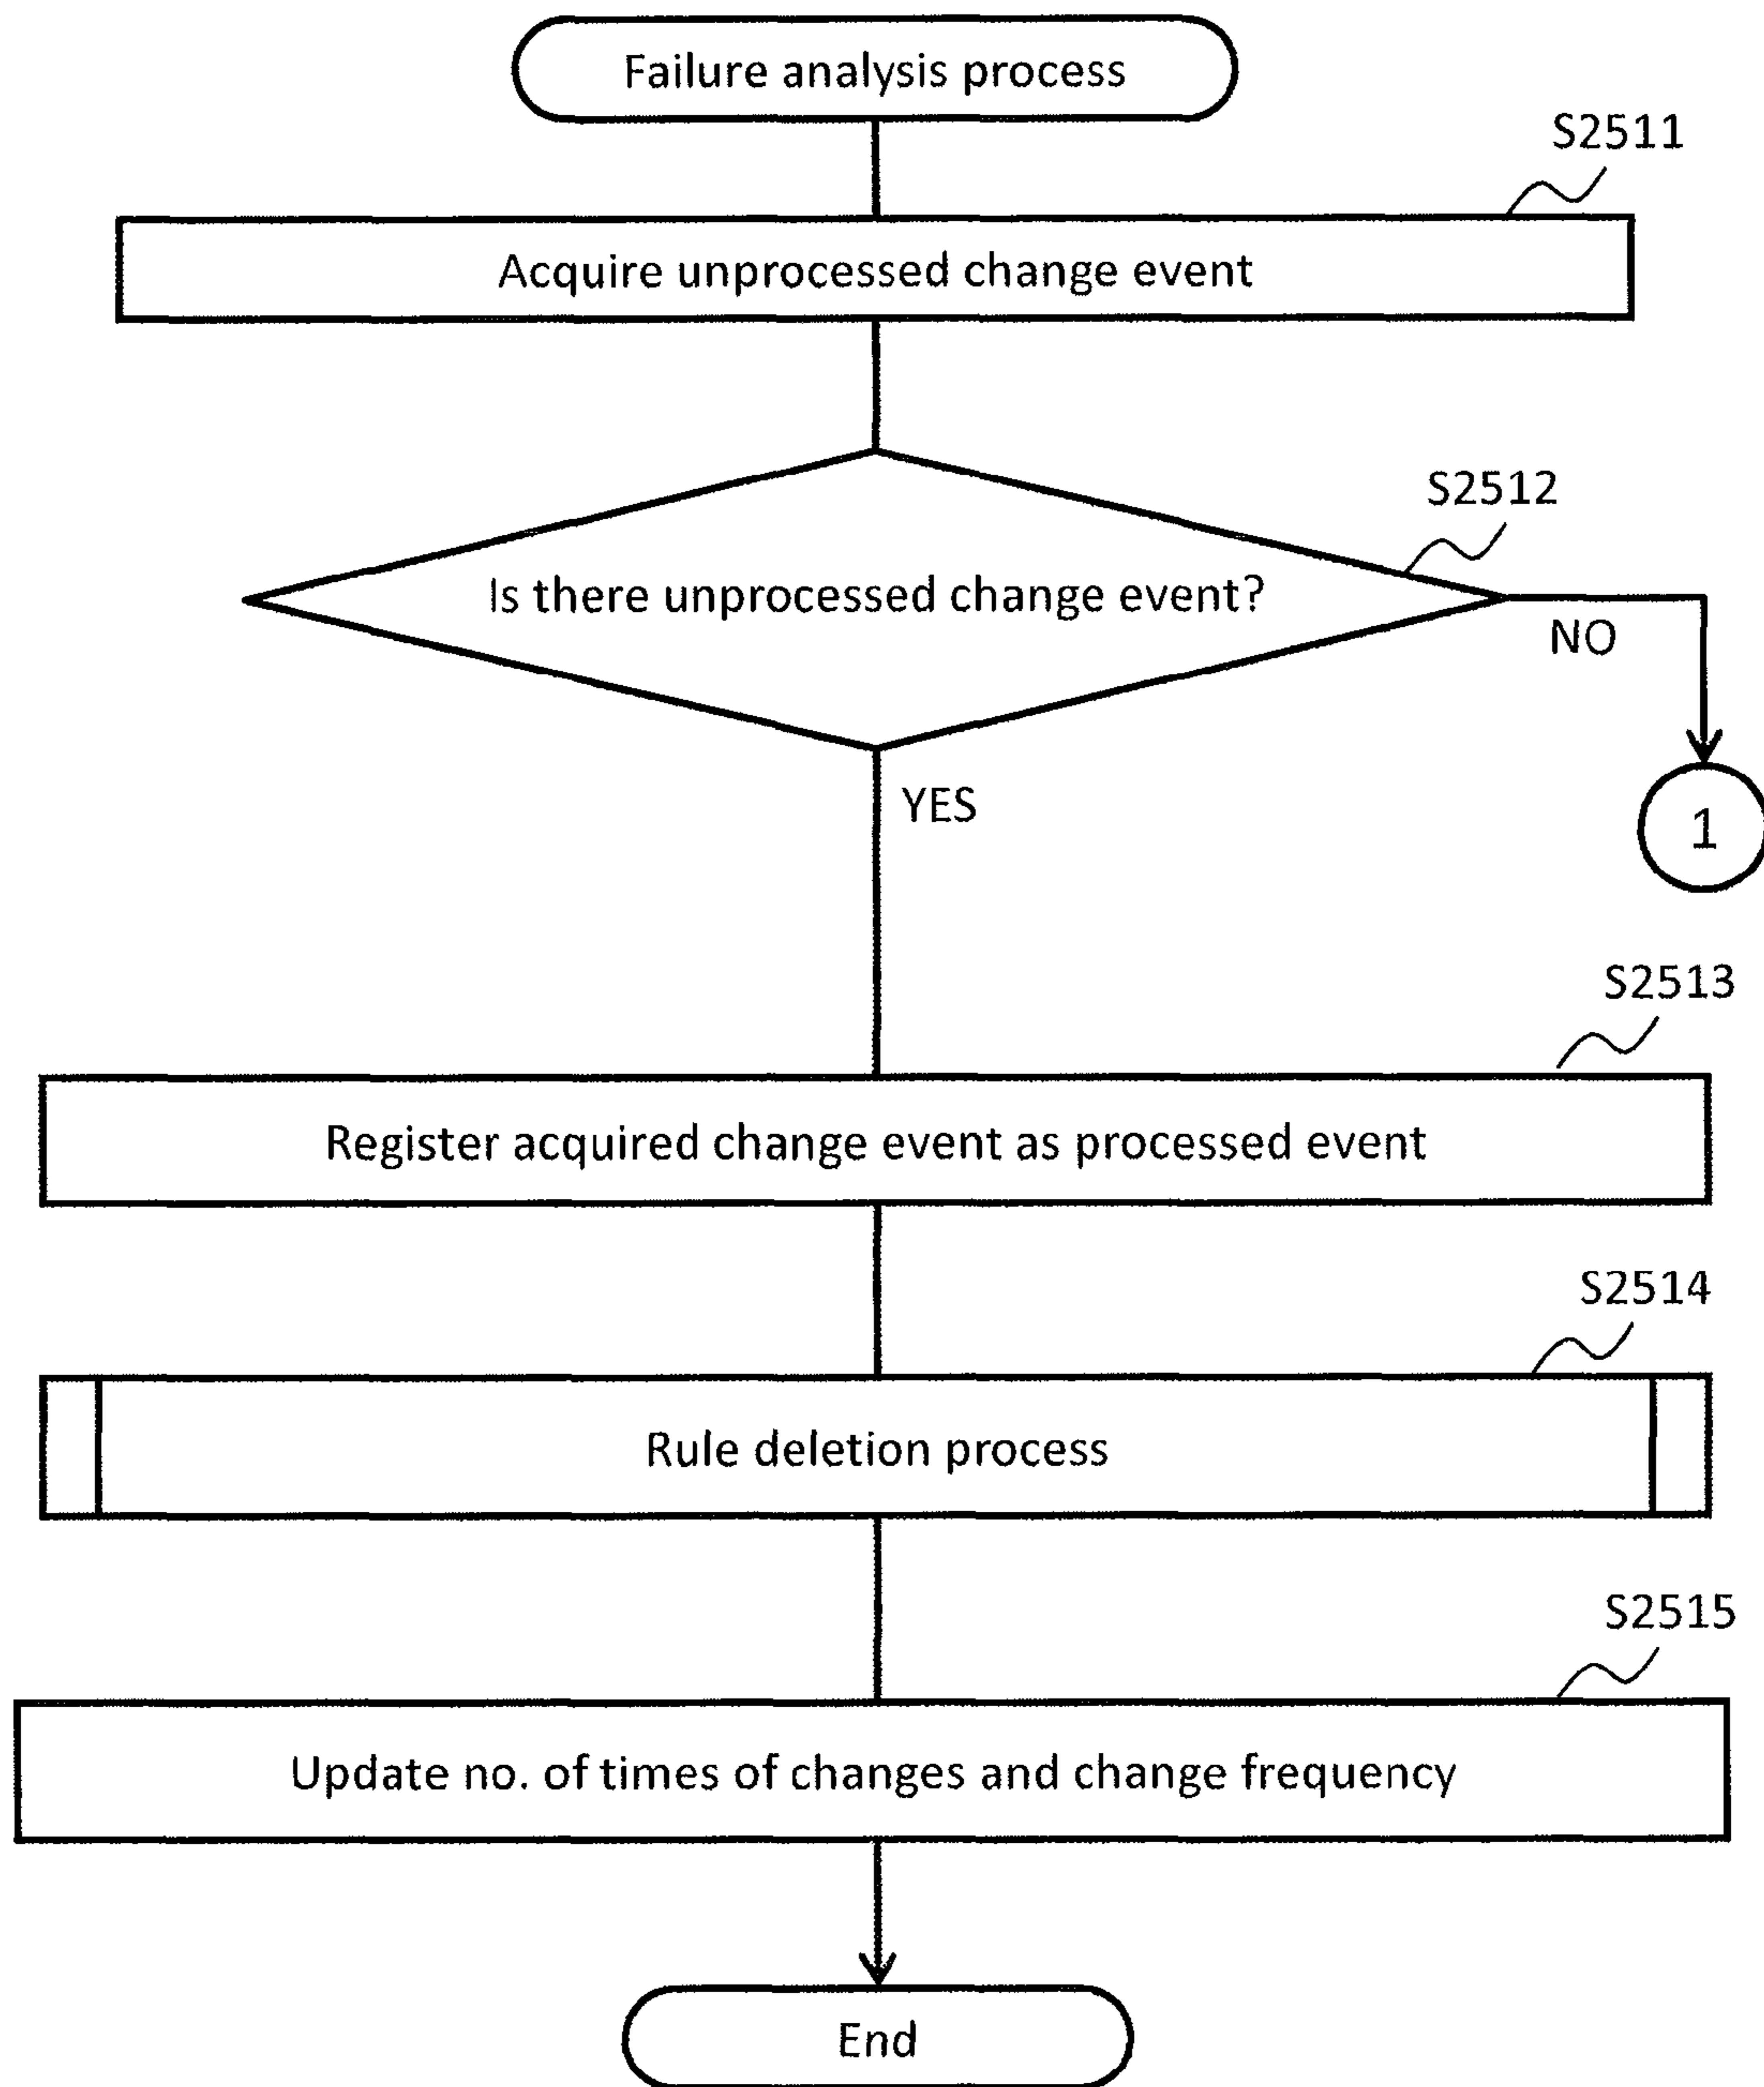 Failure analysis process
S2511
Acquire unprocessed change event
S2512
Is there unprocessed change event?
NO
YES
1
S2513
Register acquired change event as processed event
S2514
Rule deletion process
S2515
Update no. of times of changes and change frequency
End